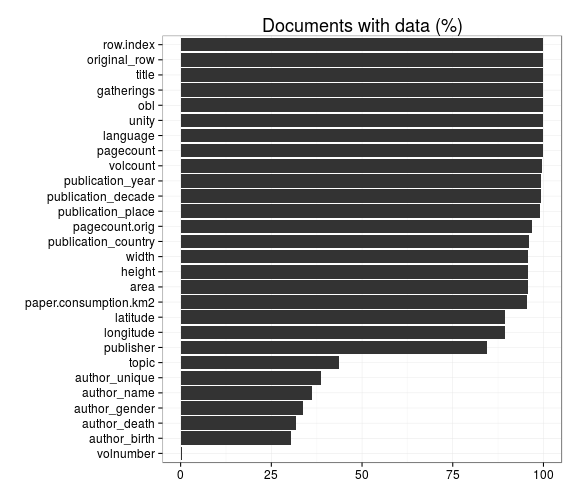 Documents with data (%)
row.index
original_row
title
gatherings
obl
unity
language
pagecount
volcount
publication_year
publication_decade
publication_place
pagecount.orig
publication_country
width
height
area
paper.consumption.km2
latitude
longitude
publisher
topic
author_unique
author_name
author_gender
author_death
author_birth
volnumber
0 25 50 75 100